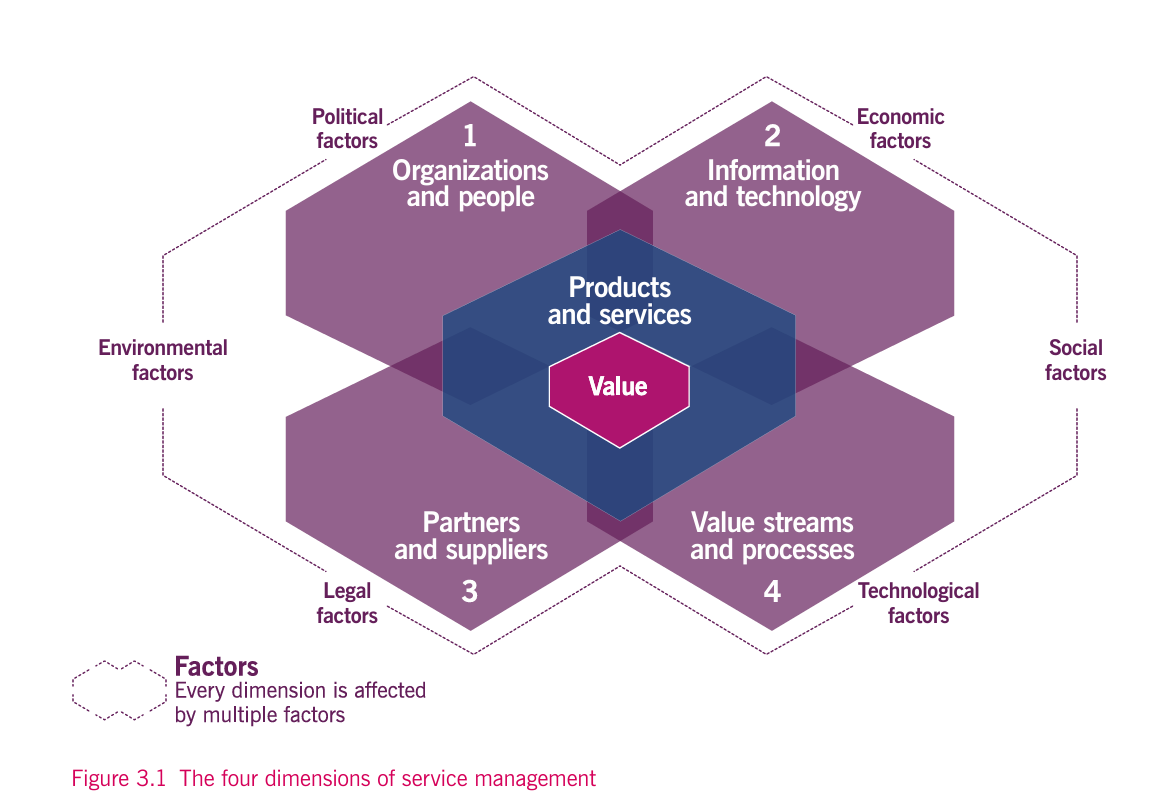 Political
factors
Economic
factors
1
Organizations
and people
2
Information
and technology
Products
and services
Value
Environmental
factors
Social
factors
Partners
and suppliers
3
Value streams
and processes
4
Legal
factors
Technological
factors
Factors
Every dimension is affected
by multiple factors
Figure 3.1 The four dimensions of service management